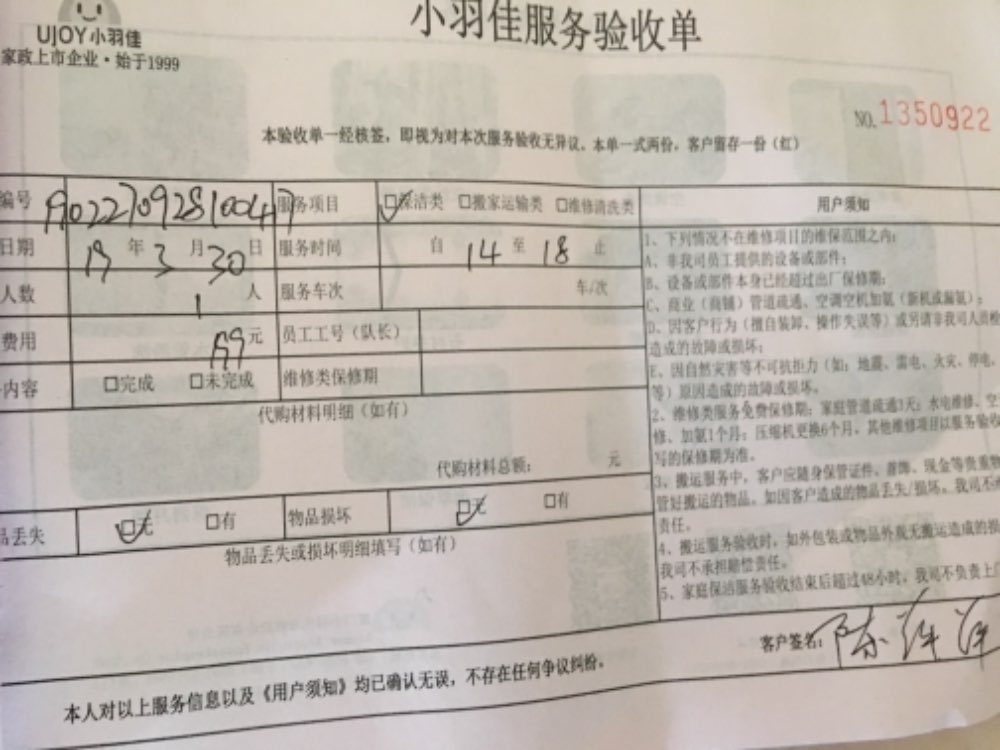 UJOY小羽佳
家政上市企业·始于1999
小羽佳服务验收单
NO. 1350922
本验收单一经核签，即视为对本次服务验收无异议。本单一式两份，客户留存一份（红）
编号 服务项目 □保洁类 □搬家运输类 □维修清洗类
日期 19 年 3 月 30 日 服务时间 自 14 至 18 止
人数 1 人 服务车次 车/次
费用 元 员工工号（队长）
内容 □完成 □未完成 维修类保修期
代购材料明细（如有）
代购材料总额： 元
品丢失 □无 □有 物品损坏 □无 □有
物品丢失或损坏明细填写（如有）
用户须知
1、下列情况不在维修项目的维保范围之内：
A、非我司员工提供的设备或部件；
B、设备或部件本身已经超过出厂保修期；
C、商业（商铺）管道疏通、空调空机加氨（新机或漏氨）；
D、因客户行为（擅自装卸、操作失误等）或另请非我司人员检
造成的故障或损坏；
E、因自然灾害等不可抗拒力（如：地震、雷电、火灾、停电、
等）原因造成的故障或损坏。
2、维修类服务免费保修期：家庭管道疏通3天；水电维修、空
修、加氨1个月；压缩机更换6个月。其他维修项目以服务验收
写的保修期为准。
3、搬运服务中，客户应随身保管证件、首饰、现金等贵重物
管好搬运的物品。如因客户造成的物品丢失/损坏，我司不
责任。
4、搬运服务验收时，如外包装或物品外观无搬运造成的损
我司不承担赔偿责任。
5、家庭保洁服务验收结束后超过48小时，我司不负责上门
客户签名：陈萍萍
本人对以上服务信息以及《用户须知》均已确认无误，不存在任何争议纠纷。